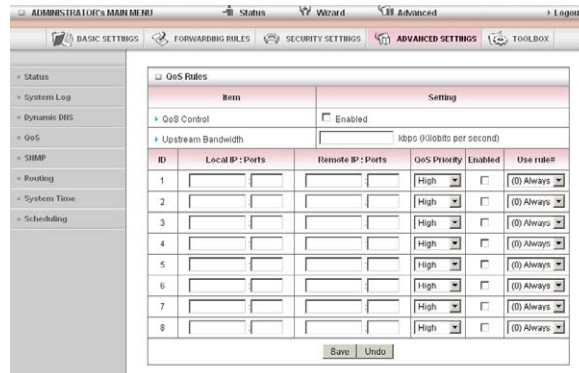 ADMINISTRATOR's MAIN MENU Status Wizard Advanced Logou
BASIC SETTINGS FORWARDING RULES SECURITY SETTINGS ADVANCED SETTINGS TOOLBOX
Status
System Log
Dynamic DNS
QoS
SNMP
Routing
System Time
Scheduling
QoS Rules
Item Setting
QoS Control Enabled
Upstream Bandwidth kbps (Kilobits per second)
ID Local IP : Ports Remote IP : Ports QoS Priority Enabled Use rule#
1 : : High (0) Always
2 : : High (0) Always
3 : : High (0) Always
4 : : High (0) Always
5 : : High (0) Always
6 : : High (0) Always
7 : : High (0) Always
8 : : High (0) Always
Save Undo